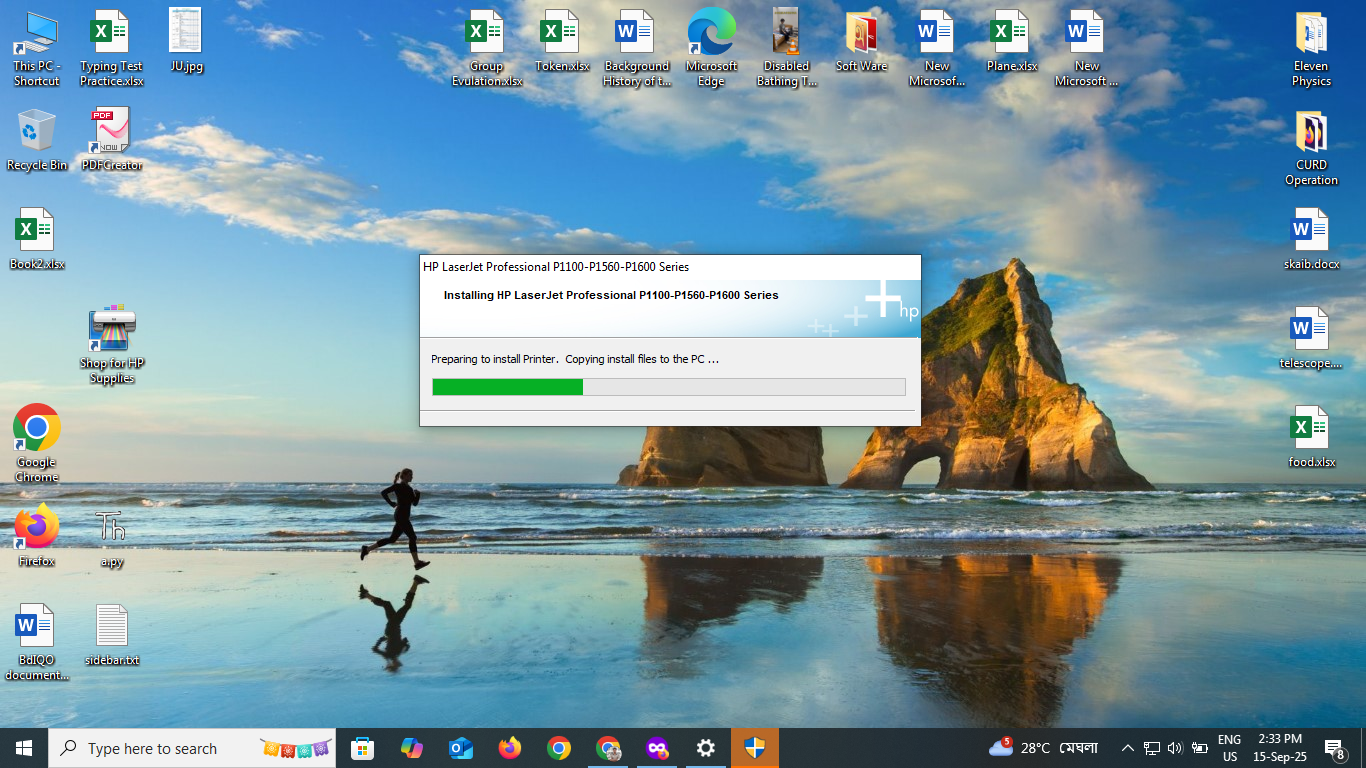 This PC -
Shortcut
Typing Test
Practice.xlsx
JU.jpg
Group
Evulation.xlsx
Token.xlsx
Background
History of t...
Microsoft
Edge
Disabled
Bathing T...
Soft Ware
New
Microsof...
Plane.xlsx
New
Microsoft ...
Eleven
Physics
Recycle Bin
PDF
NOW
PDFCreator
CURD
Operation
Book2.xlsx
skaib.docx
HP LaserJet Professional P1100-P1560-P1600 Series
Installing HP LaserJet Professional P1100-P1560-P1600 Series
hp
Preparing to install Printer. Copying install files to the PC ...
Shop for HP
Supplies
telescope....
Google
Chrome
food.xlsx
Firefox
Th
a.py
BdIQO
document...
sidebar.txt
Type here to search
5
28°C মেঘলা
ENG
US
2:33 PM
15-Sep-25
8